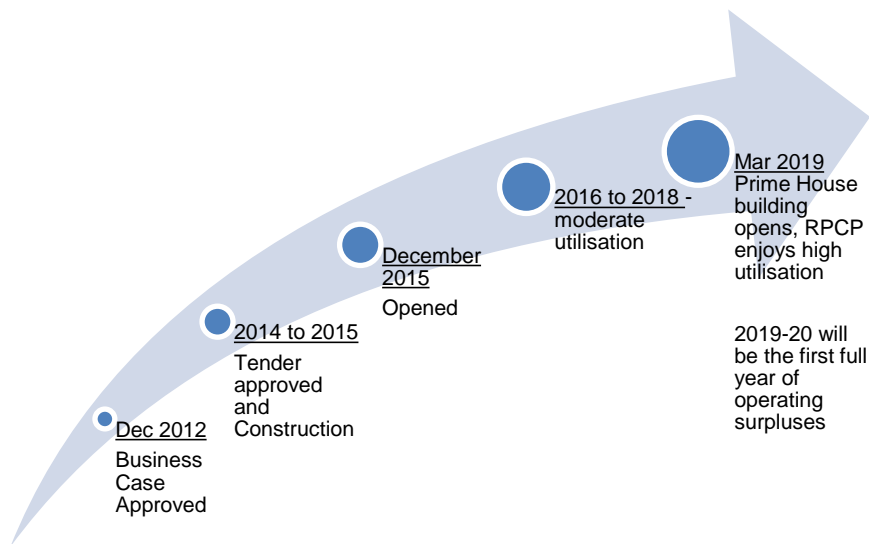 Dec 2012
Business
Case
Approved
2014 to 2015
Tender
approved
and
Construction
December
2015
Opened
2016 to 2018 -
moderate
utilisation
Mar 2019
Prime House
building
opens, RPCP
enjoys high
utilisation
2019-20 will
be the first full
year of
operating
surpluses